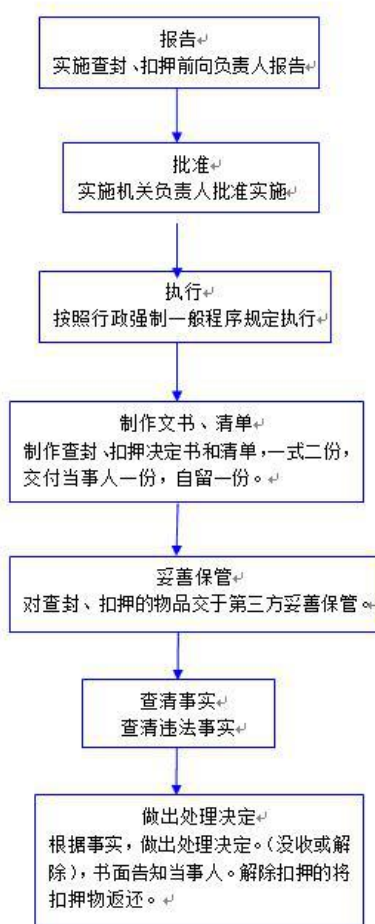 报告
实施查封、扣押前向负责人报告
批准
实施机关负责人批准实施
执行
按照行政强制一般程序规定执行
制作文书、清单
制作查封、扣押决定书和清单，一式二份，
交付当事人一份，自留一份。
妥善保管
对查封、扣押的物品交于第三方妥善保管。
查清事实
查清违法事实
做出处理决定
根据事实，做出处理决定。（没收或解
除），书面告知当事人。解除扣押的将
扣押物返还。